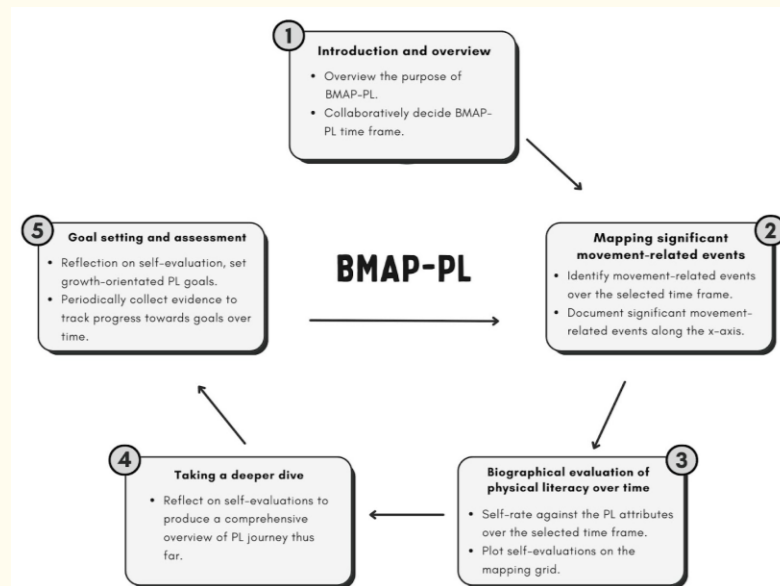 1
Introduction and overview
• Overview the purpose of
BMAP-PL.
• Collaboratively decide BMAP-
PL time frame.
2
Mapping significant
movement-related events
• Identify movement-related events
over the selected time frame.
• Document significant movement-
related events along the x-axis.
3
Biographical evaluation of
physical literacy over time
• Self-rate against the PL attributes
over the selected time frame.
• Plot self-evaluations on the
mapping grid.
4
Taking a deeper dive
• Reflect on self-evaluations to
produce a comprehensive
overview of PL journey thus
far.
5
Goal setting and assessment
• Reflection on self-evaluation, set
growth-orientated PL goals.
• Periodically collect evidence to
track progress towards goals over
time.
BMAP-PL